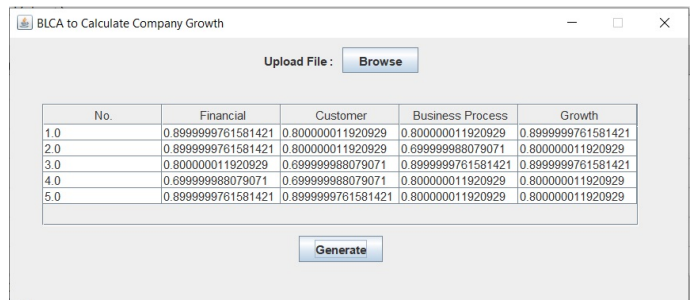 BLCA to Calculate Company Growth
Upload File : Browse
No. Financial Customer Business Process Growth
1.0 0.8999999761581421 0.800000011920929 0.800000011920929 0.8999999761581421
2.0 0.8999999761581421 0.800000011920929 0.699999988079071 0.800000011920929
3.0 0.800000011920929 0.699999988079071 0.8999999761581421 0.8999999761581421
4.0 0.699999988079071 0.699999988079071 0.800000011920929 0.800000011920929
5.0 0.8999999761581421 0.8999999761581421 0.800000011920929 0.800000011920929
Generate